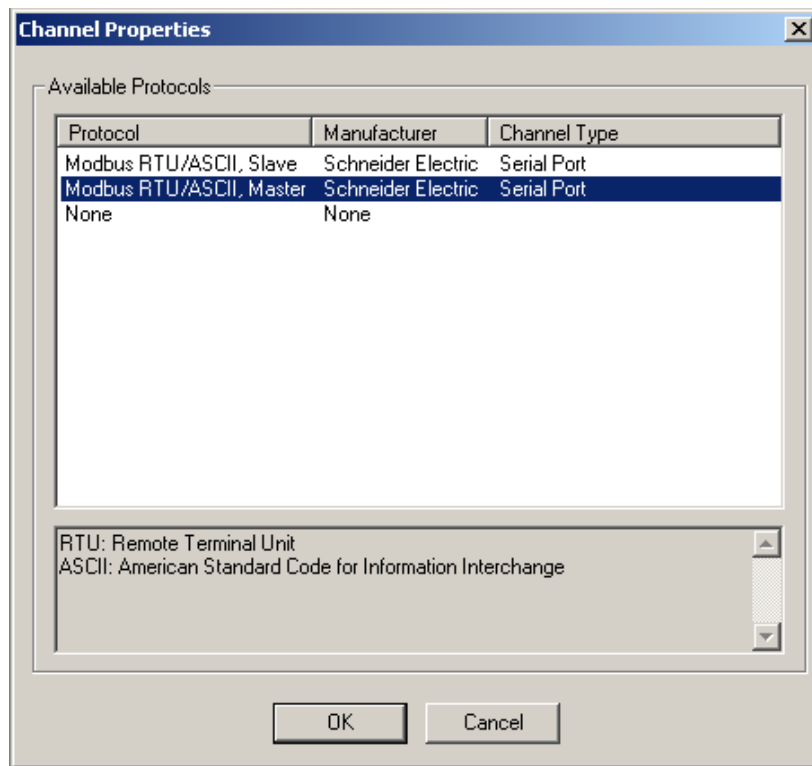 Channel Properties
Available Protocols
Protocol Manufacturer Channel Type
Modbus RTU/ASCII, Slave Schneider Electric Serial Port
Modbus RTU/ASCII, Master Schneider Electric Serial Port
None None
RTU: Remote Terminal Unit
ASCII: American Standard Code for Information Interchange
OK Cancel